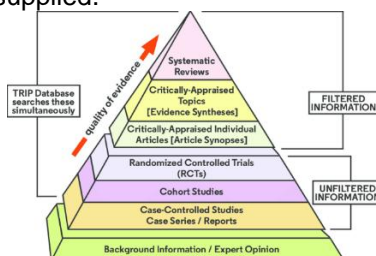 supplied.
Systematic
Reviews
Critically-Appraised
Topics
[Evidence Syntheses]
Critically-Appraised Individual
Articles [Article Synopses]
Randomized Controlled Trials
(RCTs)
Cohort Studies
Case-Controlled Studies
Case Series / Reports
Background Information / Expert Opinion
quality of evidence
TRIP Database
searches these
simultaneously
FILTERED
INFORMATION
UNFILTERED
INFORMATION